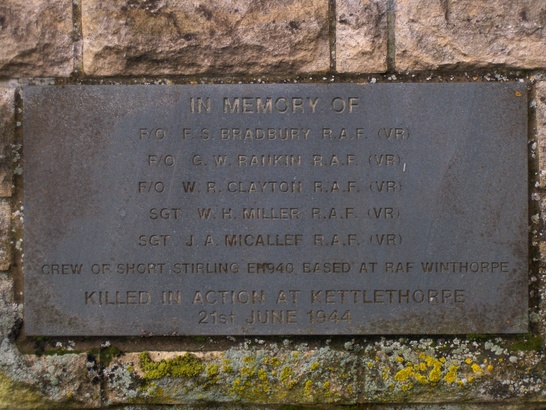 IN MEMORY OF
F/O F. S. BRADBURY R.A.F. (VR)
F/O G. W. RANKIN R.A.F. (VR)
F/O W. R. CLAYTON R.A.F. (VR)
SGT W. H. MILLER R.A.F. (VR)
SGT J. A. MICALLEF R.A.F. (VR)
CREW OF SHORT STIRLING EH940 BASED AT RAF WINTHORPE
KILLED IN ACTION AT KETTLETHORPE
21st JUNE 1944